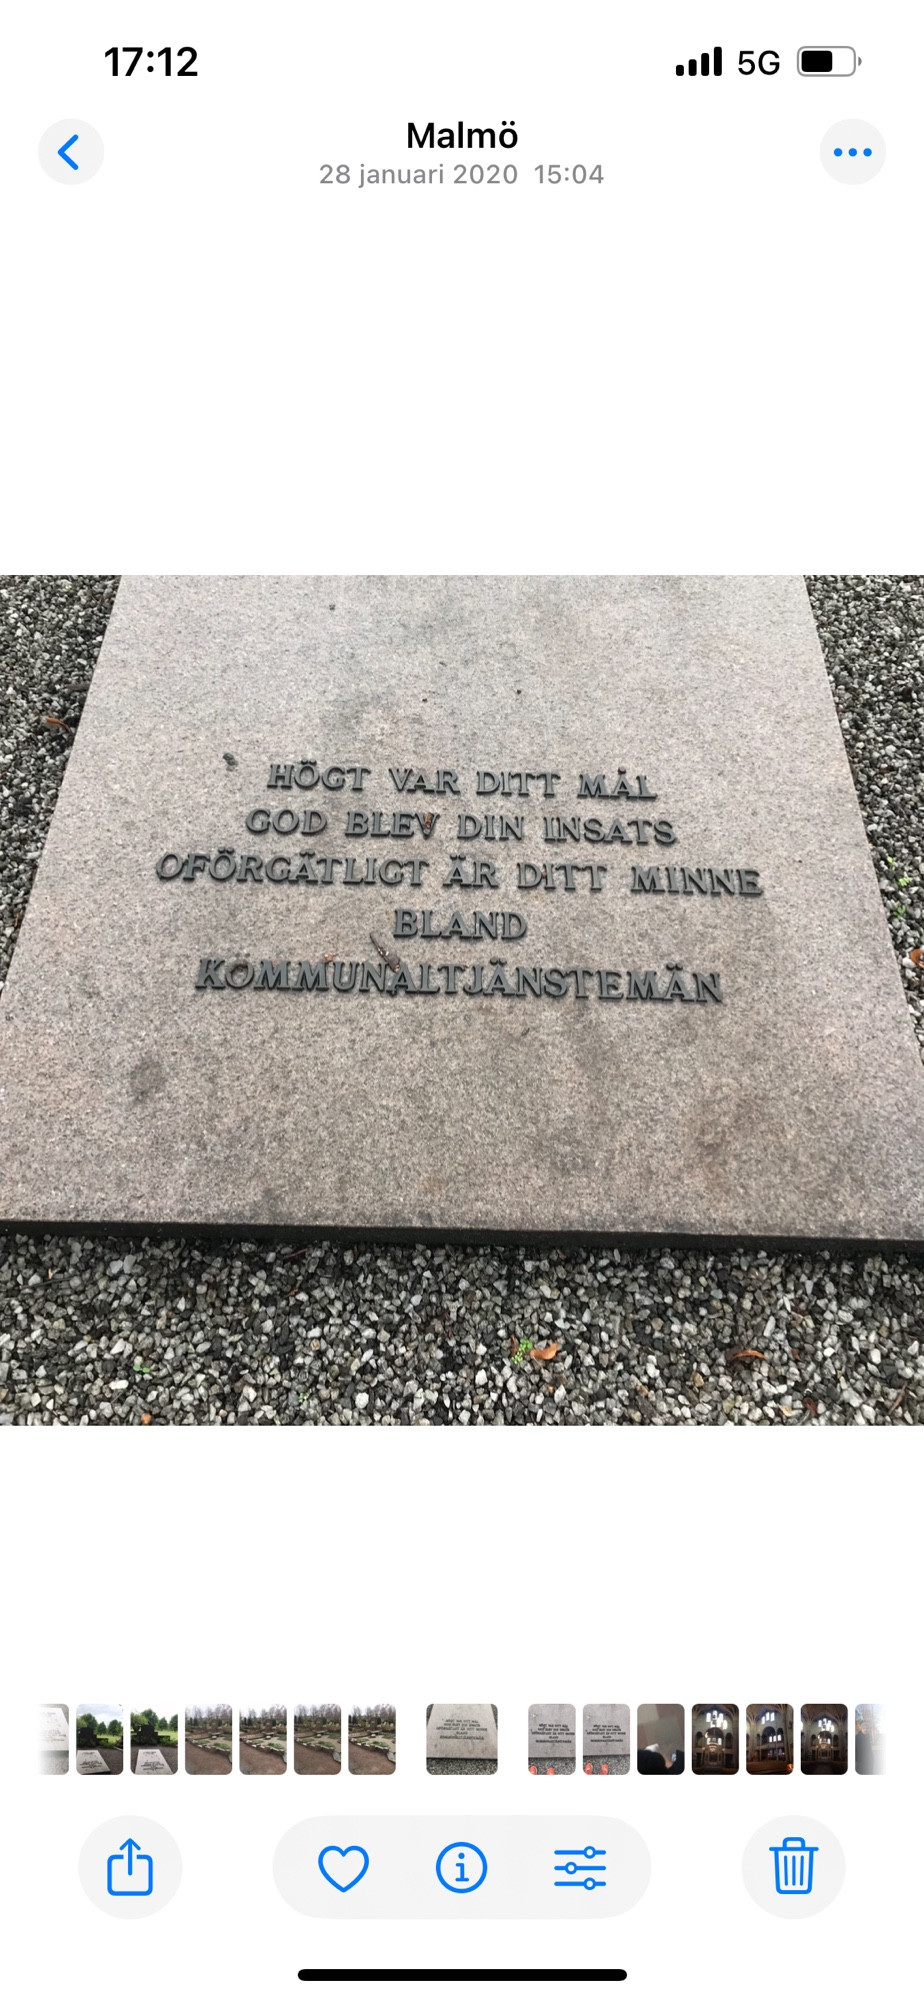 17:12
5G
Malmö
28 januari 2020 15:04
HÖGT VAR DITT MÅL
GOD BLEV DIN INSATS
OFÖRGÄTLIGT ÄR DITT MINNE
BLAND
KOMMUNALTJÄNSTEMÄN